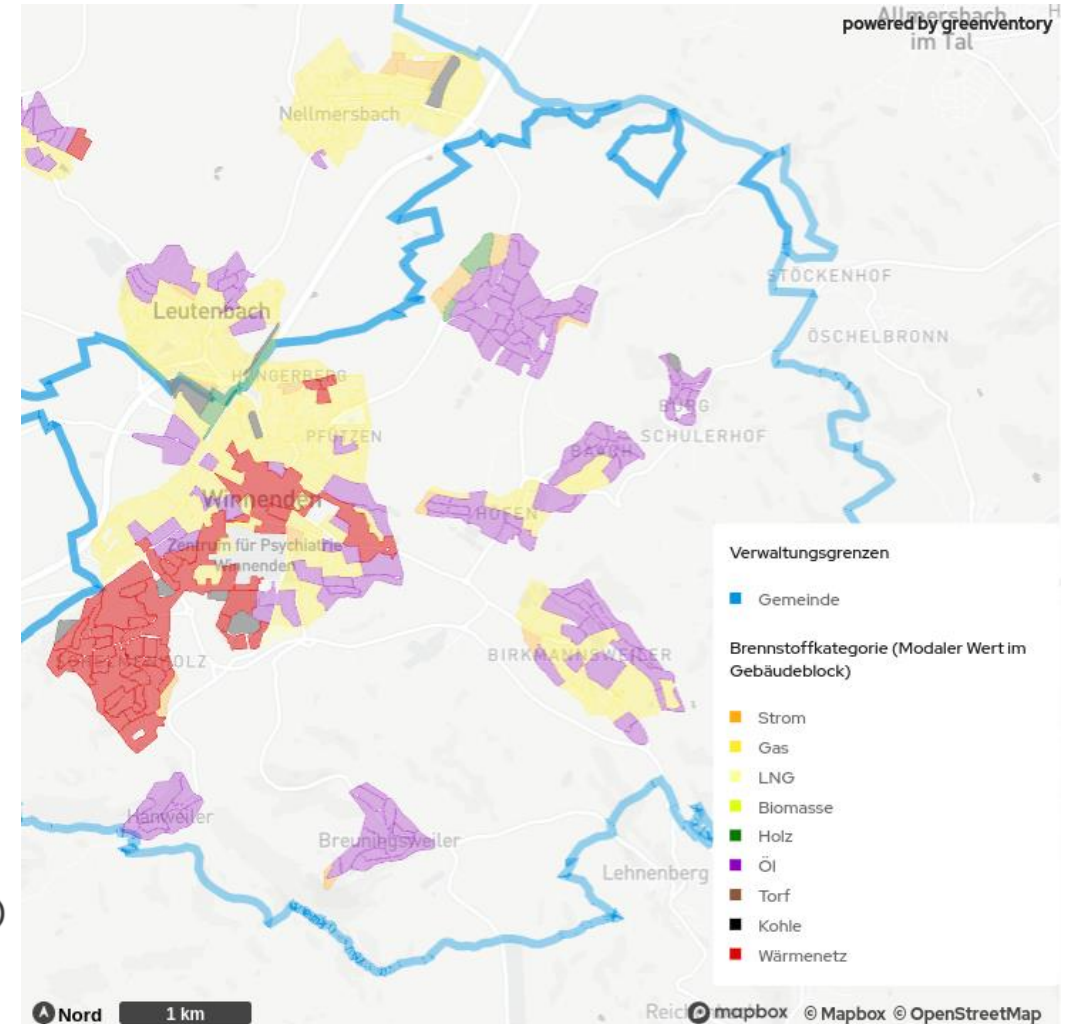 Allmersbach
im Tal
H
powered by greenventory
Nellmersbach
STÖCKENHOF
Leutenbach
ÖSCHELBRONN
HUNGERBERG
BURG
PFÜTZEN
SCHULERHOF
BAACH
Winnenden
HÖFEN
Zentrum für Psychiatrie
Winnenden
BIRKMANNSWEILER
Hanweiler
Breuningsweiler
Lehnenberg
)
Verwaltungsgrenzen
Gemeinde
Brennstoffkategorie (Modaler Wert im
Gebäudeblock)
Strom
Gas
LNG
Biomasse
Holz
Öl
Torf
Kohle
Wärmenetz
Nord
1 km
mapbox © Mapbox © OpenStreetMap